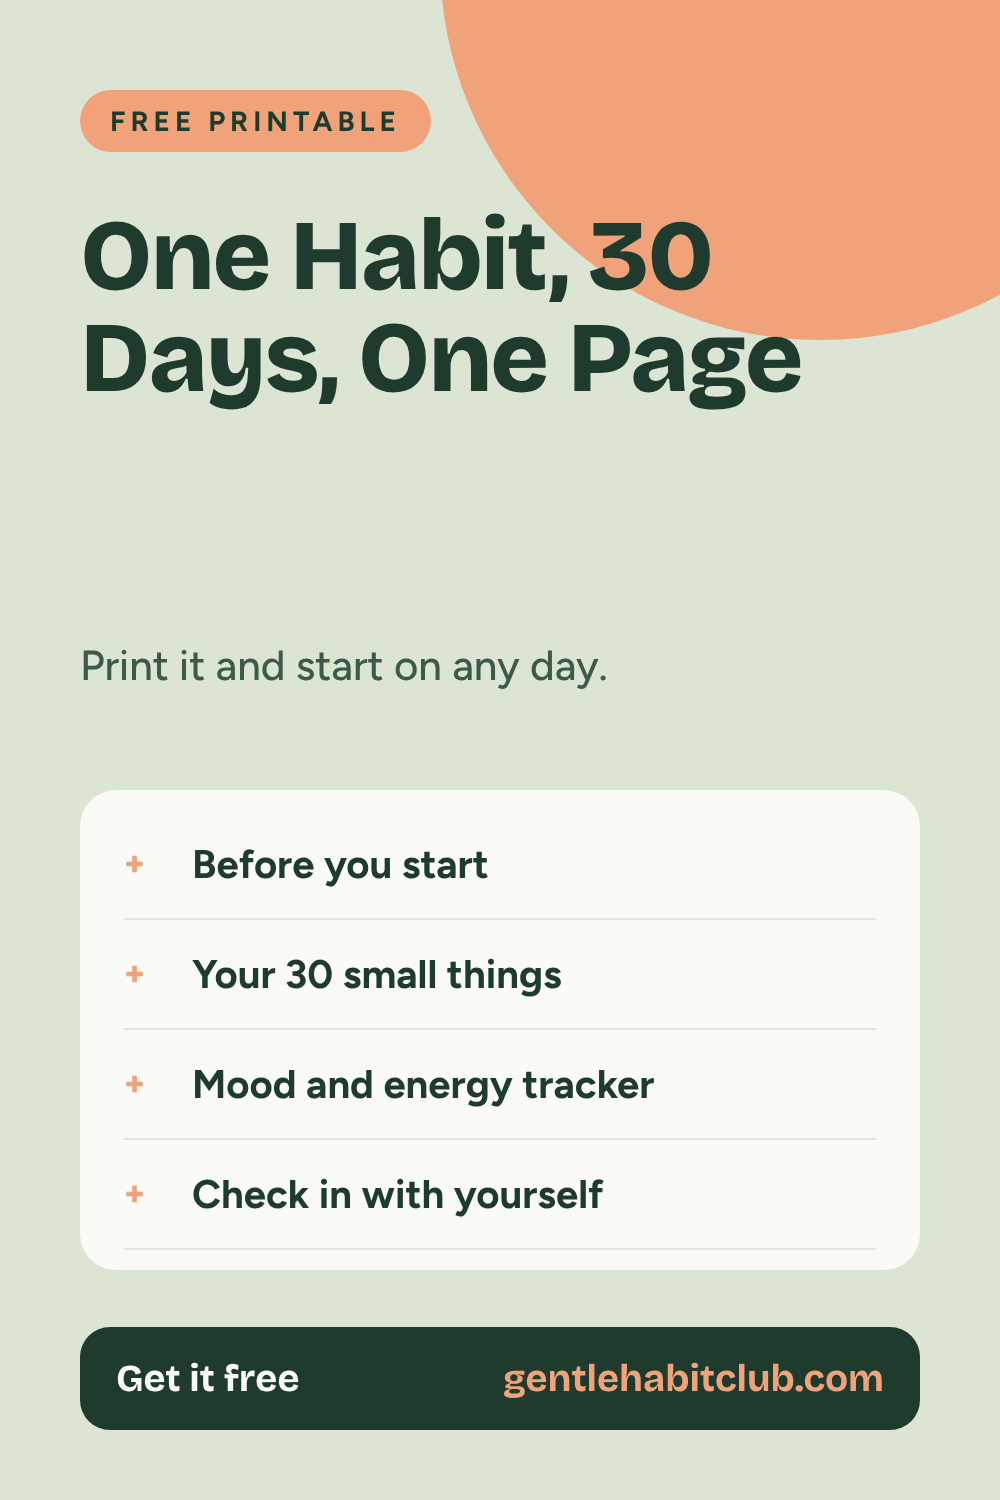 FREE PRINTABLE
One Habit, 30
Days, One Page
Print it and start on any day.
+ Before you start
+ Your 30 small things
+ Mood and energy tracker
+ Check in with yourself
Get it free gentlehabitclub.com